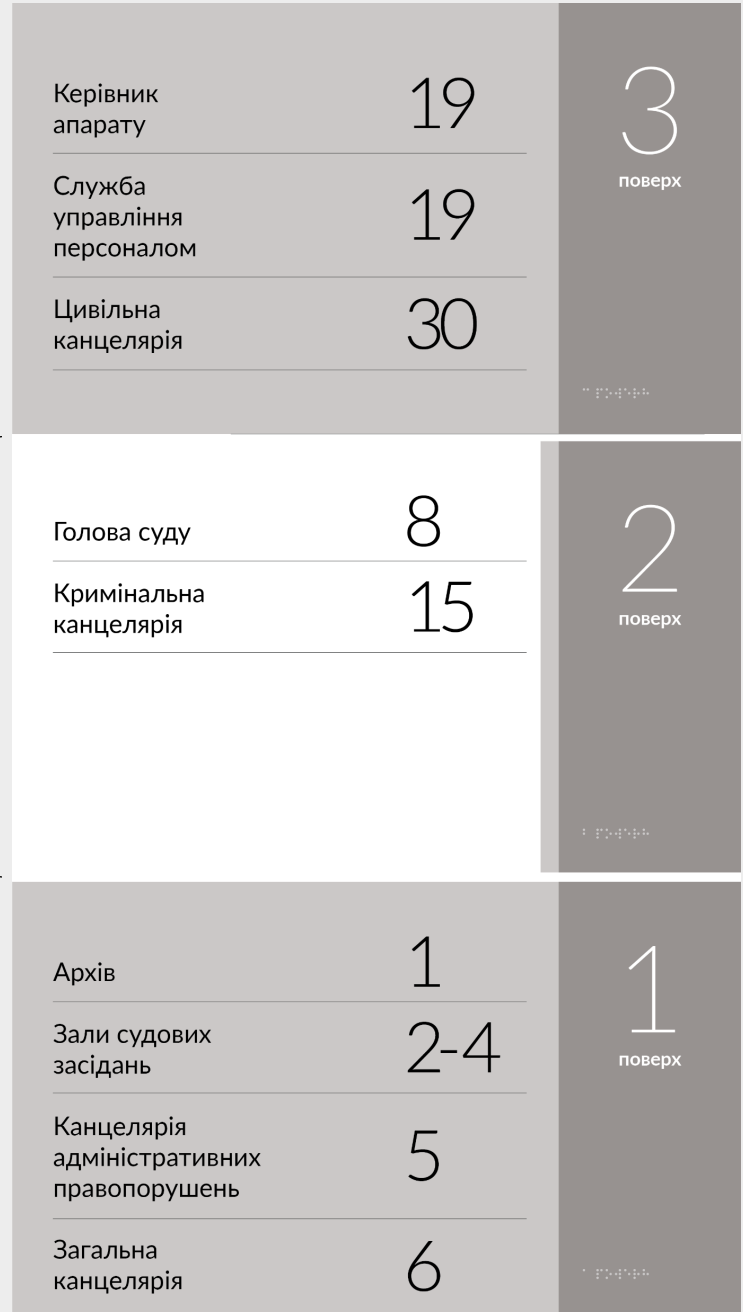 Керівник
апарату
19
Служба
управління
персоналом
19
Цивільна
канцелярія
30
3
поверх
Голова суду
8
Кримінальна
канцелярія
15
2
поверх
Архів
1
Зали судових
засідань
2-4
Канцелярія
адміністративних
правопорушень
5
Загальна
канцелярія
6
1
поверх